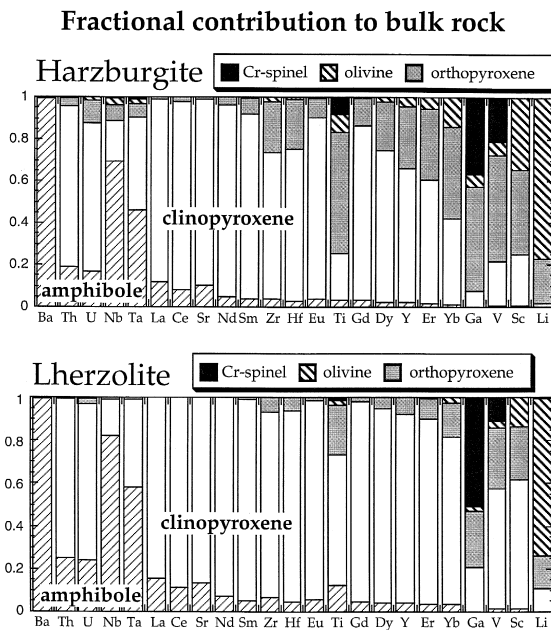 Fractional contribution to bulk rock
Harzburgite
Cr-spinel olivine orthopyroxene
1
0.8
0.6
0.4
0.2
0
clinopyroxene
amphibole
Ba Th U Nb Ta La Ce Sr Nd Sm Zr Hf Eu Ti Gd Dy Y Er Yb Ga V Sc Li
Lherzolite
Cr-spinel olivine orthopyroxene
1
0.8
0.6
0.4
0.2
0
clinopyroxene
amphibole
Ba Th U Nb Ta La Ce Sr Nd Sm Zr Hf Eu Ti Gd Dy Y Er Yb Ga V Sc Li